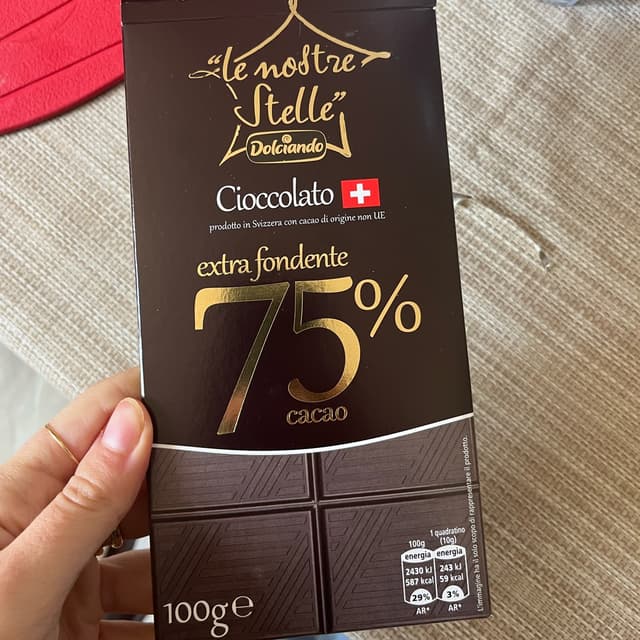 "le nostre
Stelle"
Dolciando
Cioccolato
prodotto in Svizzera con cacao di origine non UE
extra fondente
75%
cacao
100g e
100g
energia
2430 kJ
587 kcal
29%
AR*
1 quadratino
(10g)
energia
243 kJ
59 kcal
3%
AR*
L'immagine ha il solo scopo di rappresentare il prodotto.